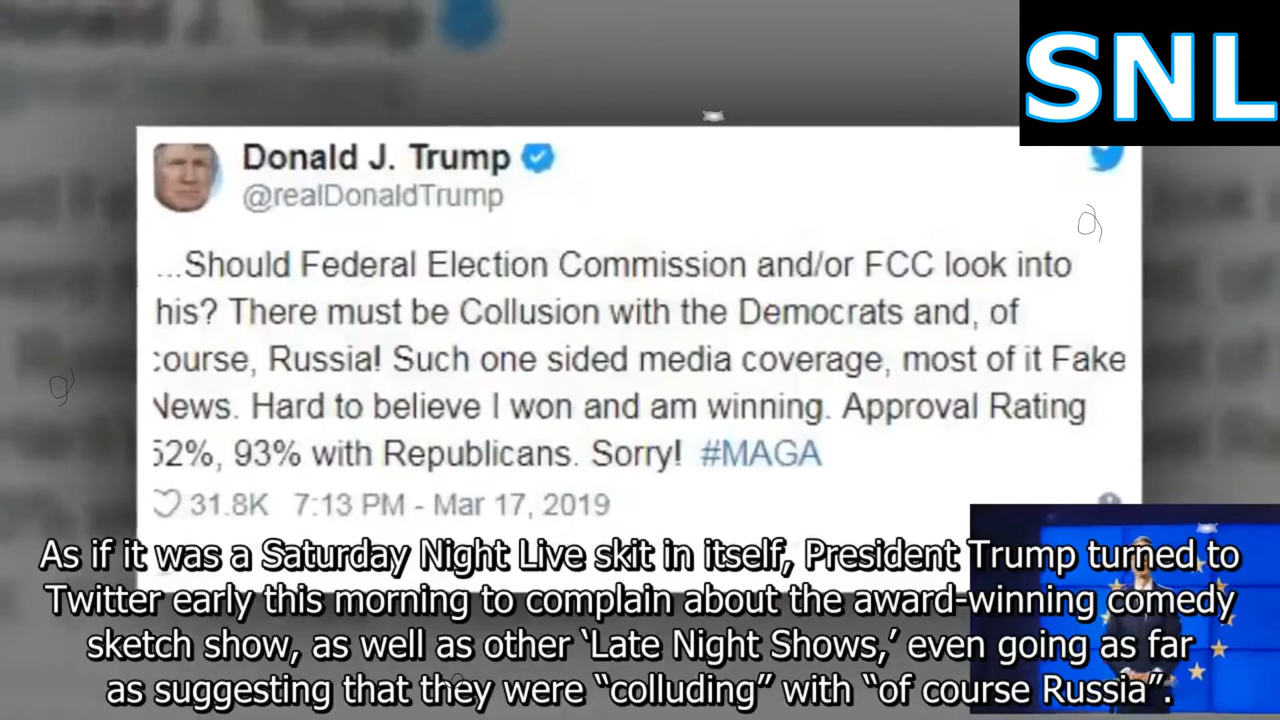 SNL
Donald J. Trump
@realDonaldTrump
...Should Federal Election Commission and/or FCC look into
his? There must be Collusion with the Democrats and, of
course, Russia! Such one sided media coverage, most of it Fake
News. Hard to believe I won and am winning. Approval Rating
52%, 93% with Republicans. Sorry! #MAGA
31.8K 7:13 PM - Mar 17, 2019
As if it was a Saturday Night Live skit in itself, President Trump turned to
Twitter early this morning to complain about the award-winning comedy
sketch show, as well as other ‘Late Night Shows,’ even going as far
as suggesting that they were “colluding” with “of course Russia”.